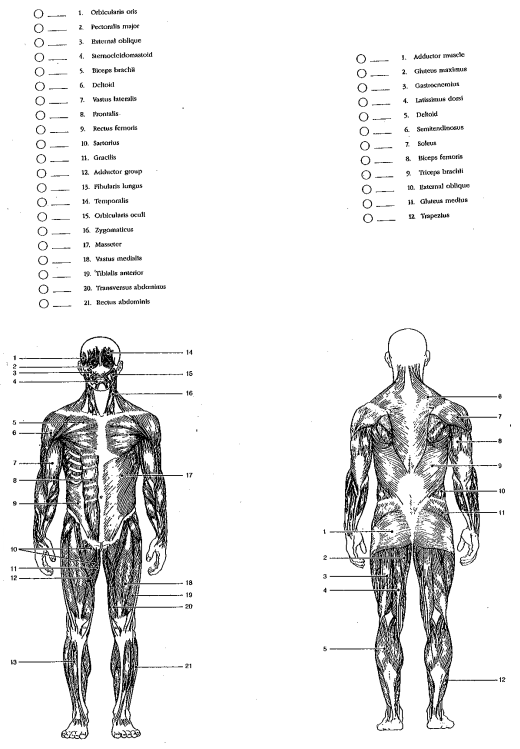 1. Orbicularis oris
2. Pectoralis major
3. External oblique
4. Sternocleidomastoid
5. Biceps brachii
6. Deltoid
7. Vastus lateralis
8. Frontalis
9. Rectus femoris
10. Sartorius
11. Gracilis
12. Adductor group
13. Fibularis longus
14. Temporalis
15. Orbicularis oculi
16. Zygomaticus
17. Masseter
18. Vastus medialis
19. Tibialis anterior
20. Transversus abdominus
21. Rectus abdominis
1. Adductor muscle
2. Gluteus maximus
3. Gastrocnemius
4. Latissimus dorsi
5. Deltoid
6. Semitendinosus
7. Soleus
8. Biceps femoris
9. Triceps brachii
10. External oblique
11. Gluteus medius
12. Trapezius
1
2
3
4
5
6
7
8
9
10
11
12
13
14
15
16
17
18
19
20
21
1
2
3
4
5
6
7
8
9
10
11
12